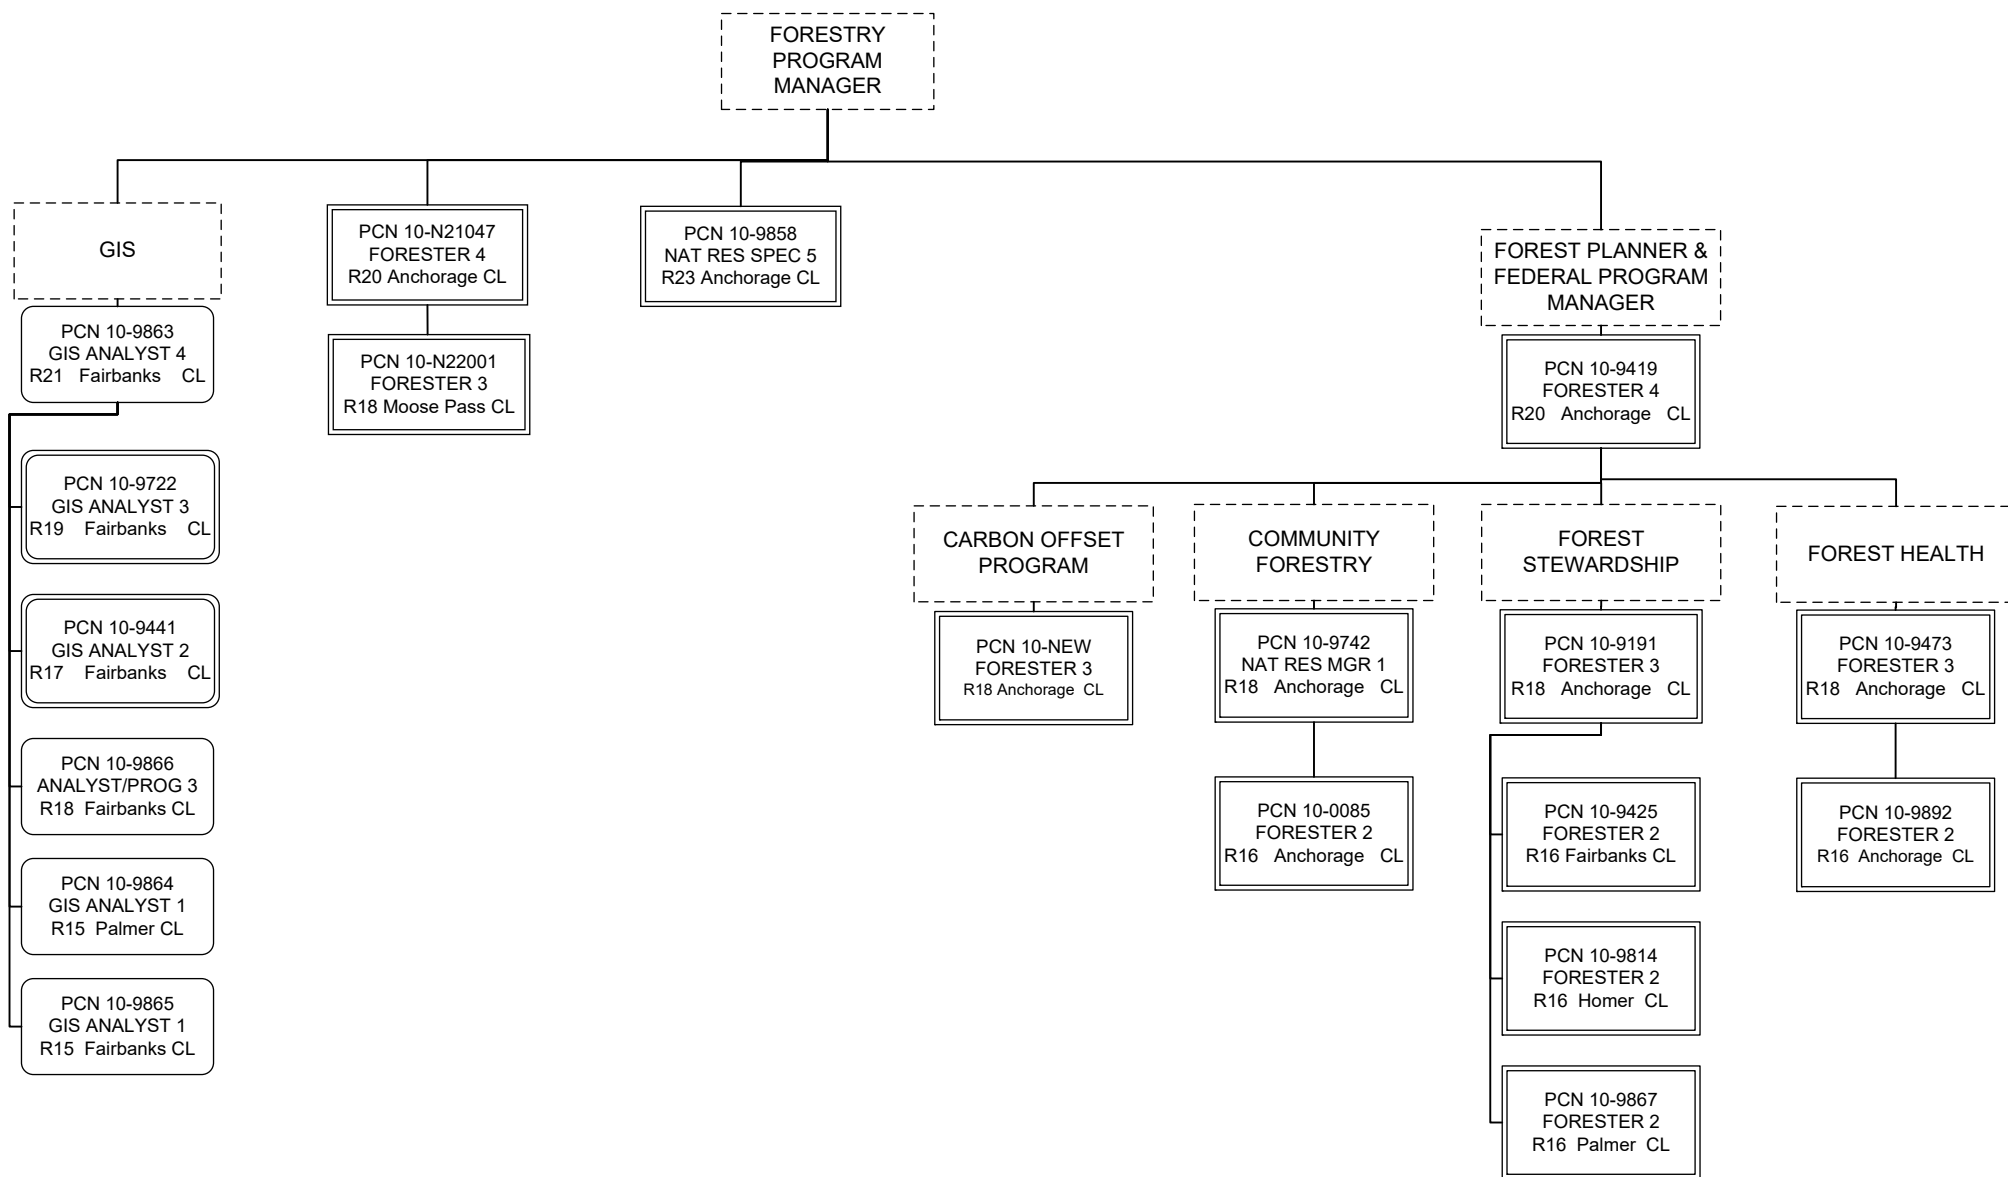 FORESTRY
PROGRAM
MANAGER
GIS
PCN 10-9863
GIS ANALYST 4
R21 Fairbanks CL
PCN 10-9722
GIS ANALYST 3
R19 Fairbanks CL
PCN 10-9441
GIS ANALYST 2
R17 Fairbanks CL
PCN 10-9866
ANALYST/PROG 3
R18 Fairbanks CL
PCN 10-9864
GIS ANALYST 1
R15 Palmer CL
PCN 10-9865
GIS ANALYST 1
R15 Fairbanks CL
PCN 10-N21047
FORESTER 4
R20 Anchorage CL
PCN 10-N22001
FORESTER 3
R18 Moose Pass CL
PCN 10-9858
NAT RES SPEC 5
R23 Anchorage CL
FOREST PLANNER &
FEDERAL PROGRAM
MANAGER
PCN 10-9419
FORESTER 4
R20 Anchorage CL
CARBON OFFSET
PROGRAM
PCN 10-NEW
FORESTER 3
R18 Anchorage CL
COMMUNITY
FORESTRY
PCN 10-9742
NAT RES MGR 1
R18 Anchorage CL
PCN 10-0085
FORESTER 2
R16 Anchorage CL
FOREST
STEWARDSHIP
PCN 10-9191
FORESTER 3
R18 Anchorage CL
PCN 10-9425
FORESTER 2
R16 Fairbanks CL
PCN 10-9814
FORESTER 2
R16 Homer CL
PCN 10-9867
FORESTER 2
R16 Palmer CL
FOREST HEALTH
PCN 10-9473
FORESTER 3
R18 Anchorage CL
PCN 10-9892
FORESTER 2
R16 Anchorage CL